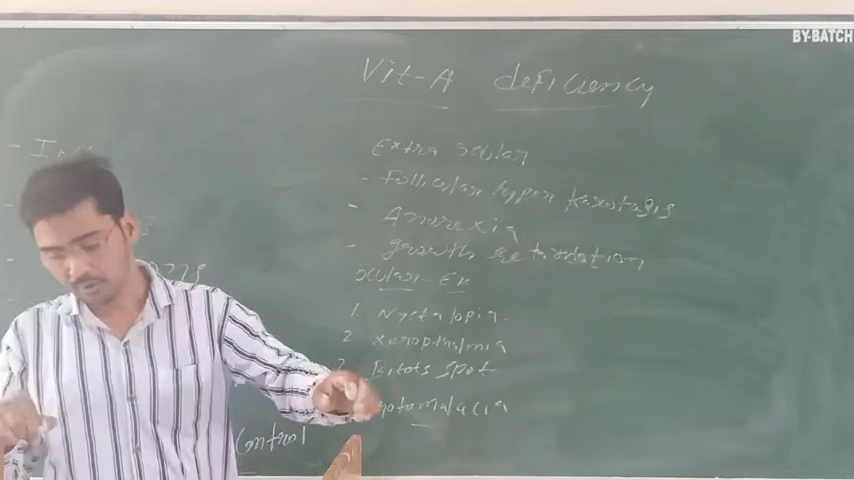 BY-BATCH
Vit-A deficiency
Extra ocular
- Follicular hyper keratosis
- Anorexia
- growth retardation
ocular - Ex
1. Nyctalopia.
2 xeropthalmia
3 Bitots spot
control